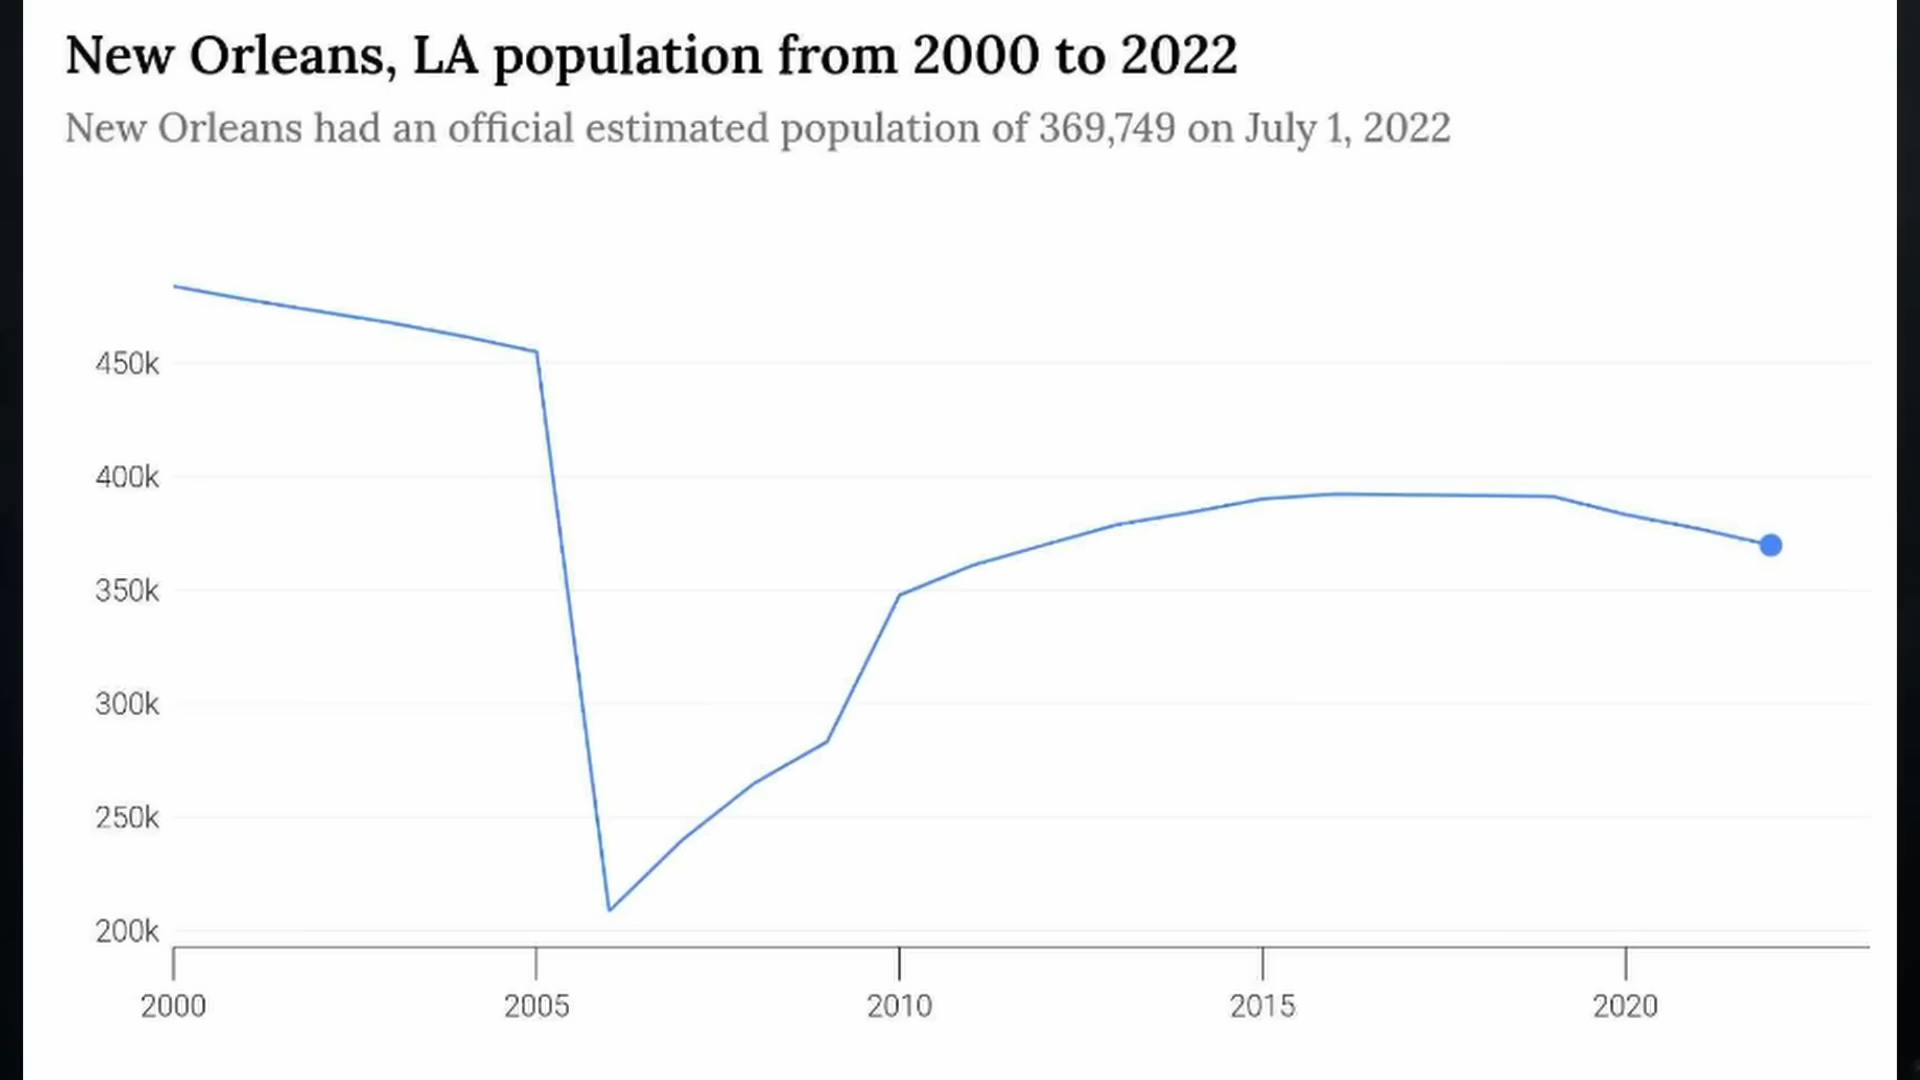 New Orleans, LA population from 2000 to 2022
New Orleans had an official estimated population of 369,749 on July 1, 2022
450k
400k
350k
300k
250k
200k
2000 2005 2010 2015 2020